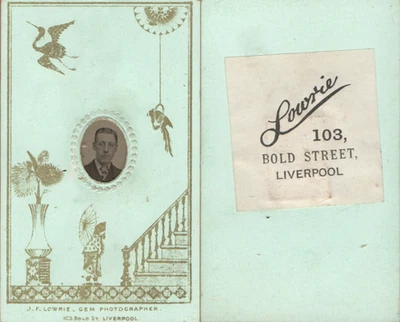 J. F. LOWRIE, GEM PHOTOGRAPHER.
103, BOLD ST. LIVERPOOL.
Lowrie
103,
BOLD STREET,
LIVERPOOL